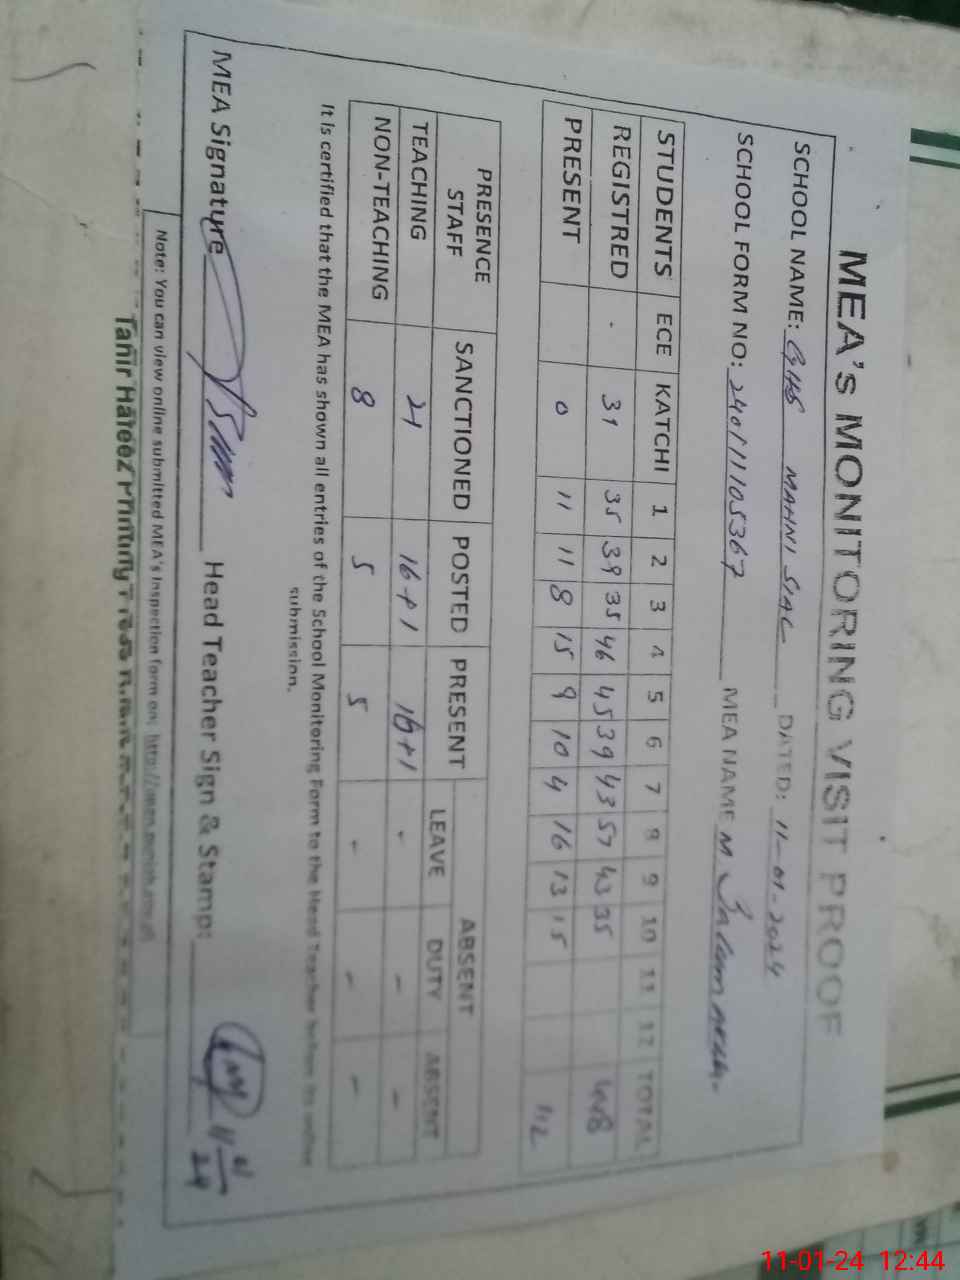 MEA's MONITORING VISIT PROOF
SCHOOL NAME: GHS MAHNI SIAL DATED: 11-01-2024
SCHOOL FORM NO: 2401111105367 MEA NAME M
STUDENTS ECE KATCHI 1 2 3 4 5 6 7 8 9 10 11 12 TOTAL
REGISTRED - 31 35 39 35 46 45 39 43 57 43 35 448
PRESENT 0 11 11 8 15 9 10 4 16 13 15 112
PRESENCE STAFF SANCTIONED POSTED PRESENT ABSENT
LEAVE DUTY ABSENT
TEACHING 21 16+1 16+1 - - -
NON-TEACHING 8 5 5 - - -
It is certified that the MEA has shown all entries of the School Monitoring Form to the Head Teacher before its online
submission.
MEA Signature Head Teacher Sign & Stamp: 11/01/24
Note: You can view online submitted MEA's Inspection form on:
Tahir Hafeez Printing Press
11-01-24 12:44